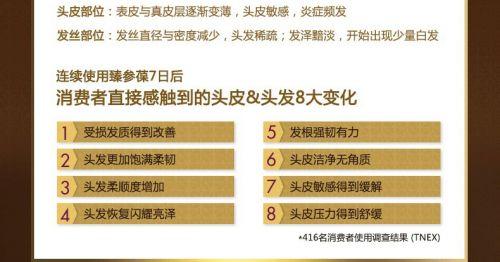 头皮部位：表皮与真皮层逐渐变薄，头皮敏感，炎症频发
发丝部位：发丝直径与密度减少，头发稀疏；发泽黯淡，开始出现少量白发
连续使用臻参葆7日后
消费者直接感触到的头皮&头发8大变化
1 受损发质得到改善
2 头发更加饱满柔韧
3 头发柔顺度增加
4 头发恢复闪耀亮泽
5 发根强韧有力
6 头皮洁净无角质
7 头皮敏感得到缓解
8 头皮压力得到舒缓
*416名消费者使用调查结果 (TNEX)